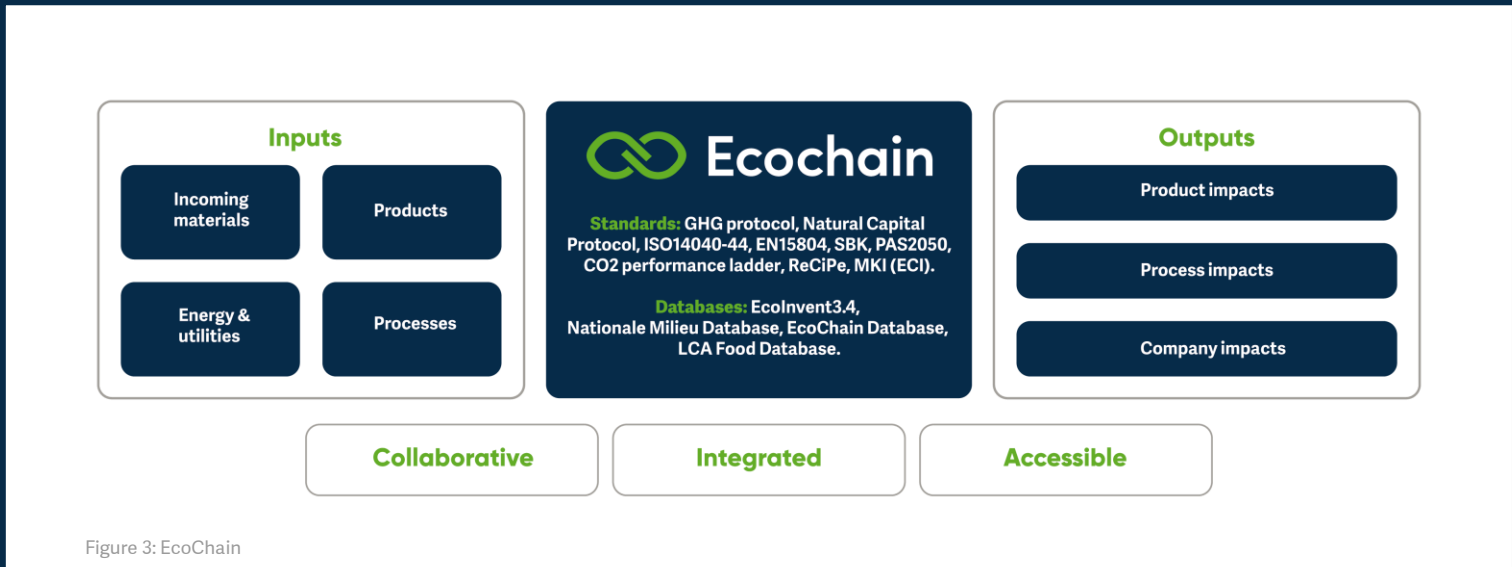 Inputs
Incoming
materials
Products
Energy &
utilities
Processes
Ecochain
Standards: GHG protocol, Natural Capital
Protocol, ISO14040-44, EN15804, SBK, PAS2050,
CO2 performance ladder, ReCiPe, MKI (ECI).
Databases: EcoInvent3.4,
Nationale Milieu Database, EcoChain Database,
LCA Food Database.
Outputs
Product impacts
Process impacts
Company impacts
Collaborative
Integrated
Accessible
Figure 3: EcoChain